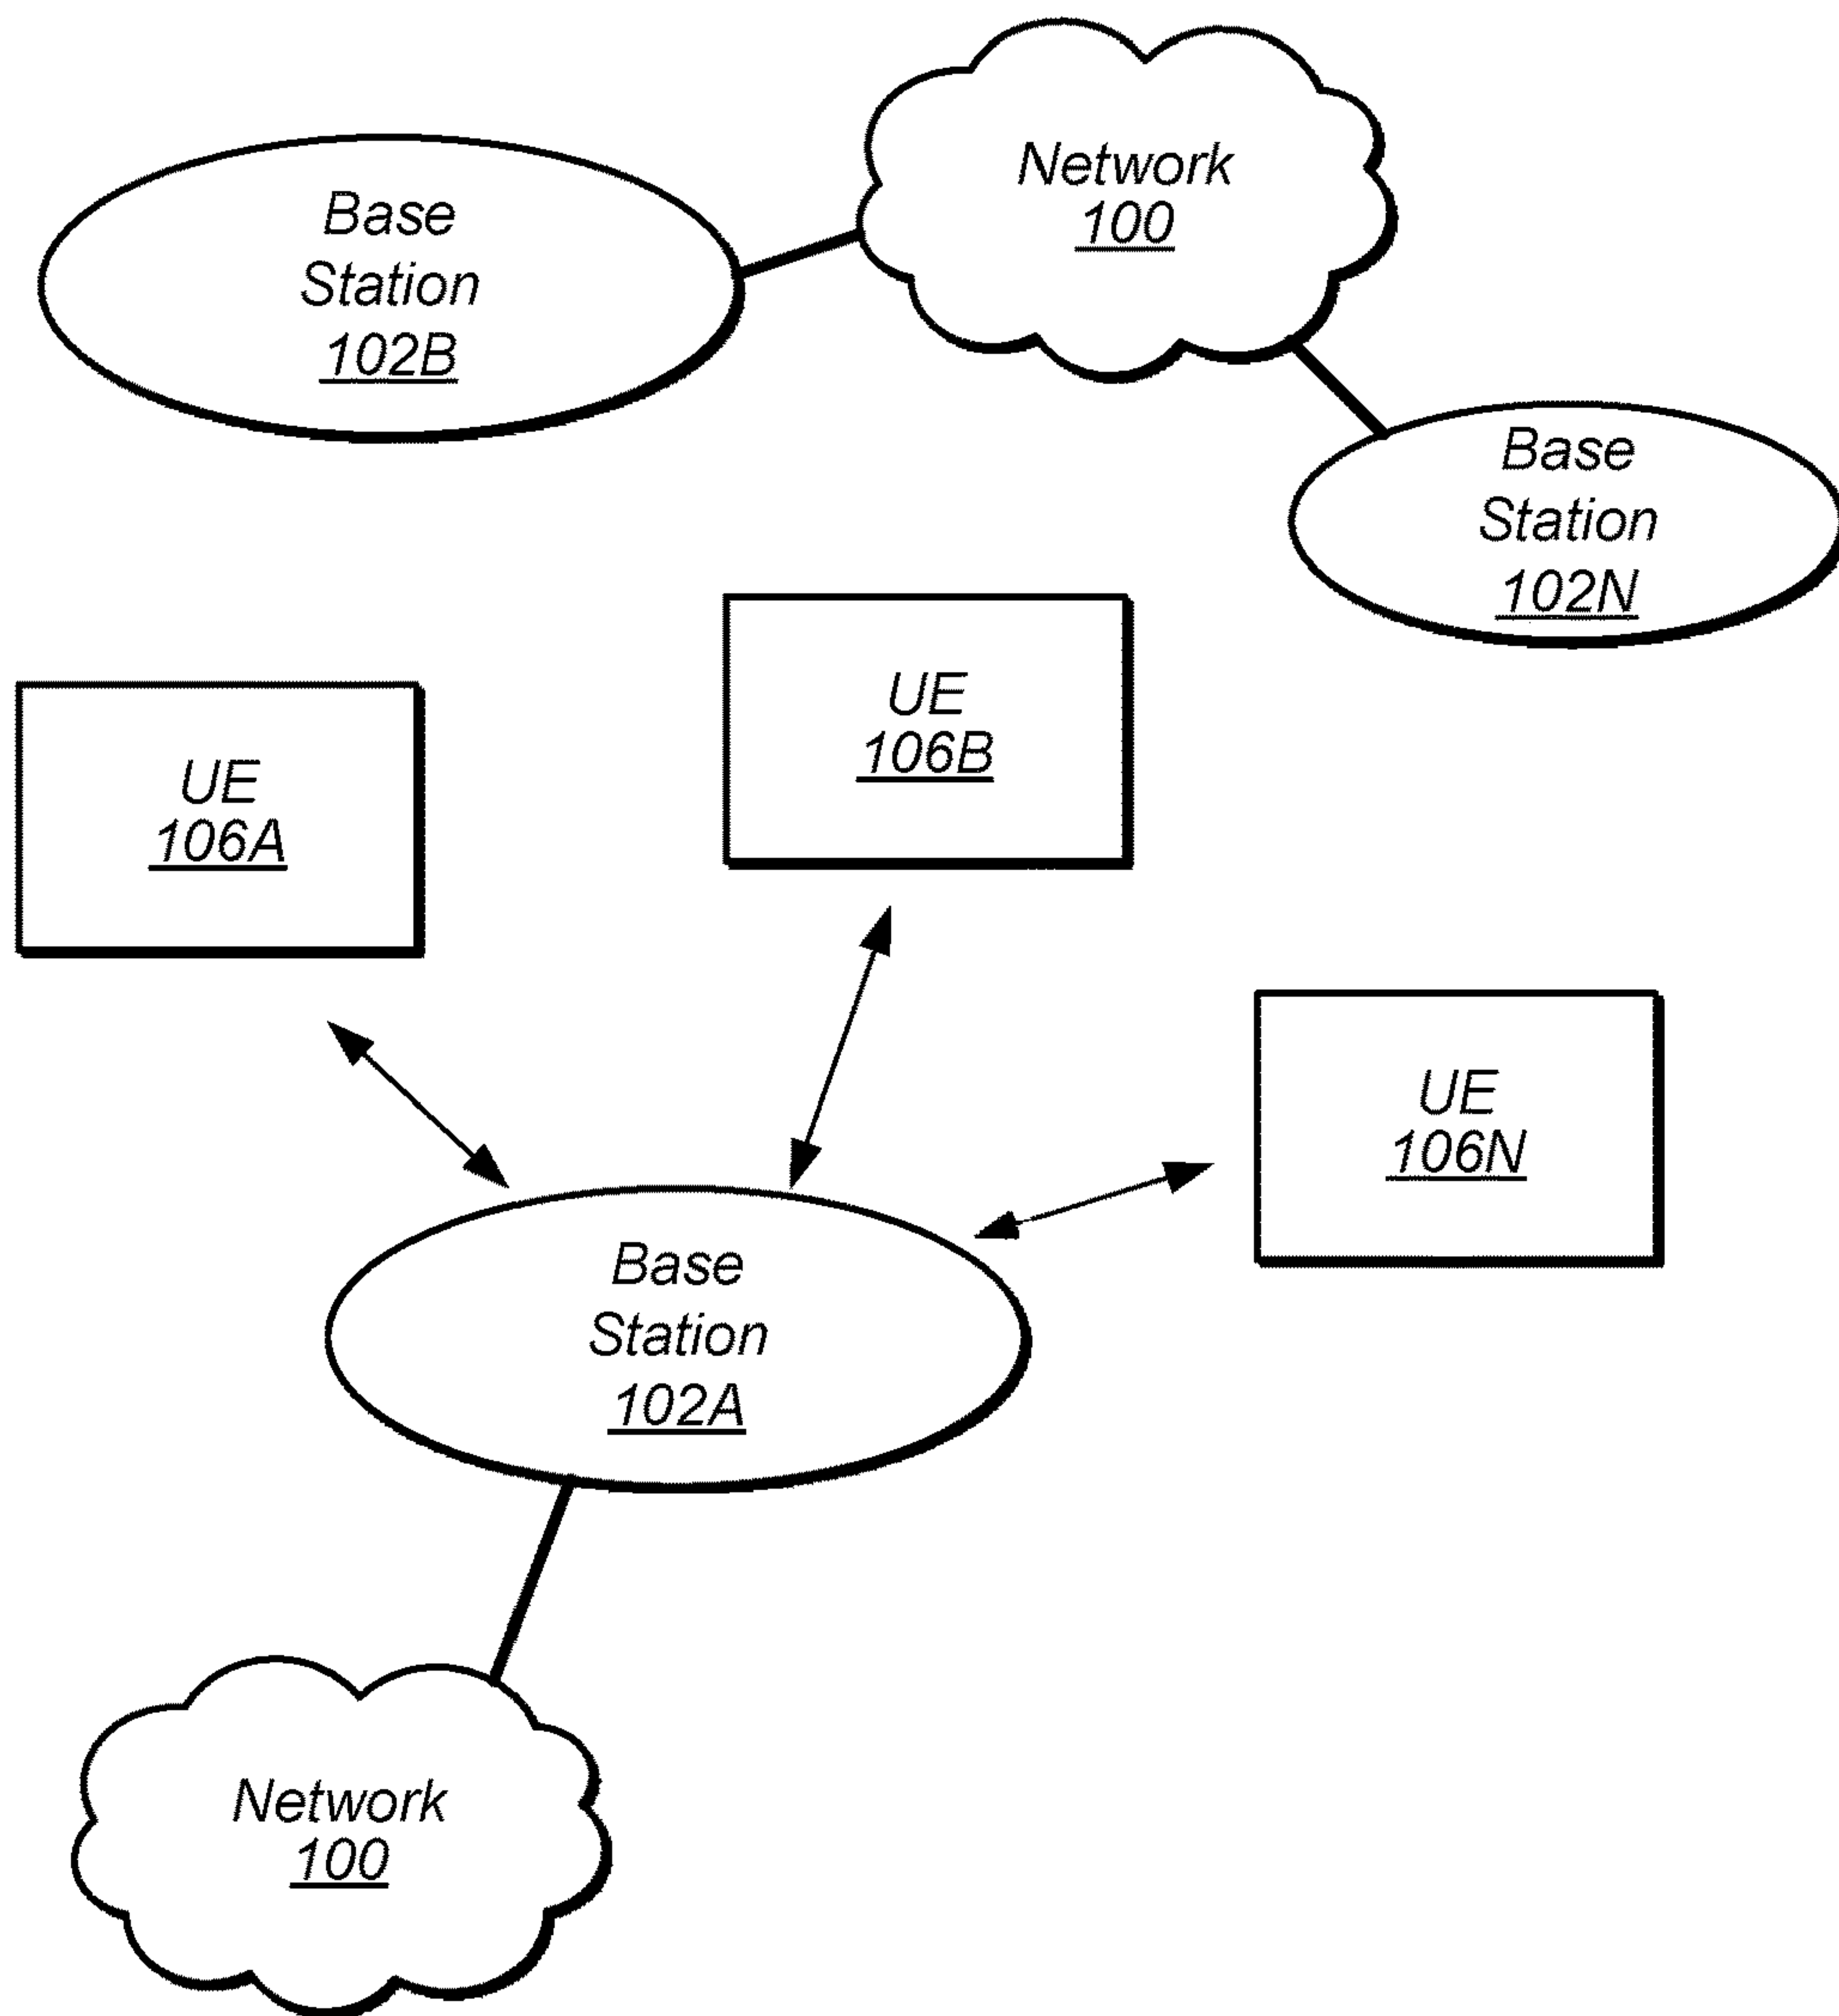 Network
100
Base
Station
102B
Base
Station
102N
UE
106B
UE
106A
UE
106N
Base
Station
102A
Network
100